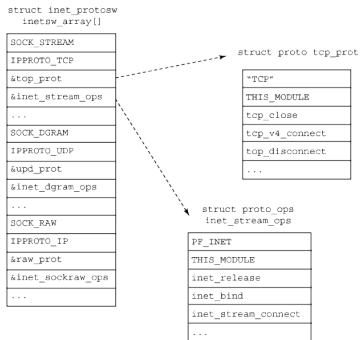 struct inet_protosw
inetsw_array[]
SOCK_STREAM
IPPROTO_TCP
&top_prot
&inet_stream_ops
...
SOCK_DGRAM
IPPROTO_UDP
&upd_prot
&inet_dgram_ops
...
SOCK_RAW
IPPROTO_IP
&raw_prot
&inet_sockraw_ops
...
struct proto tcp_prot
"TCP"
THIS_MODULE
tcp_close
tcp_v4_connect
top_disconnect
...
struct proto_ops
inet_stream_ops
PF_INET
THIS_MODULE
inet_release
inet_bind
inet_stream_connect
...